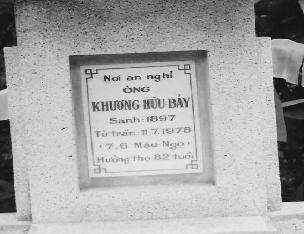 Nơi an nghỉ
ÔNG
KHƯƠNG HỮU BẢY
Sanh: 1897
Từ trần: 11.7.1978
(7.6 Mậu Ngọ)
Hưởng thọ 82 tuổi